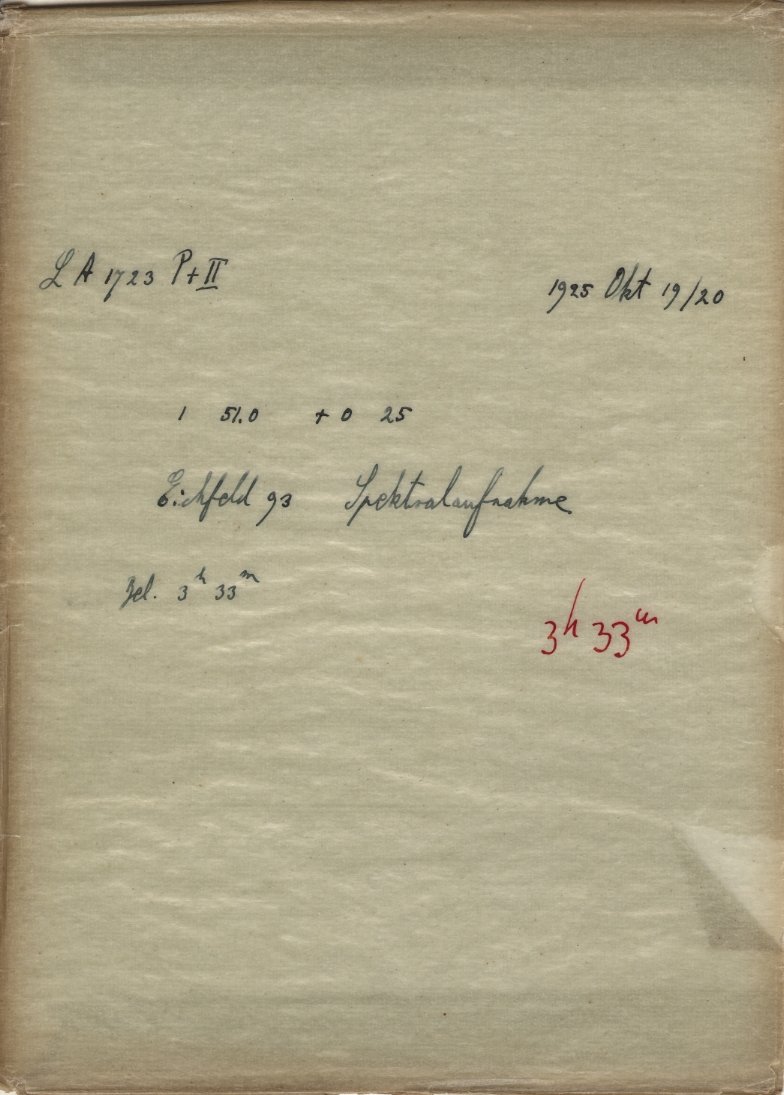 L A 1723 P + II
1925 Okt 19/20
1 51.0 + 0 25
Eichfeld 93 Spektralaufnahme
Bel. 3h 33m
3h 33m